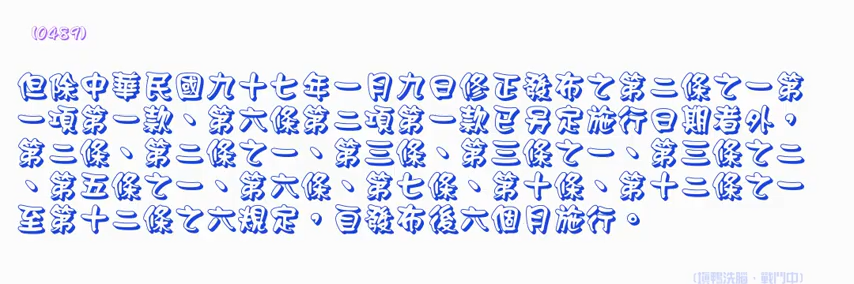 (0489)
但除中華民國九十七年一月九日修正發布之第二條之一第
一項第一款、第六條第二項第一款已另定施行日期者外，
第二條、第二條之一、第三條、第三條之一、第三條之二
、第五條之一、第六條、第七條、第十條、第十二條之一
至第十二條之六規定，自發布後六個月施行。
洗腦，戰鬥中)